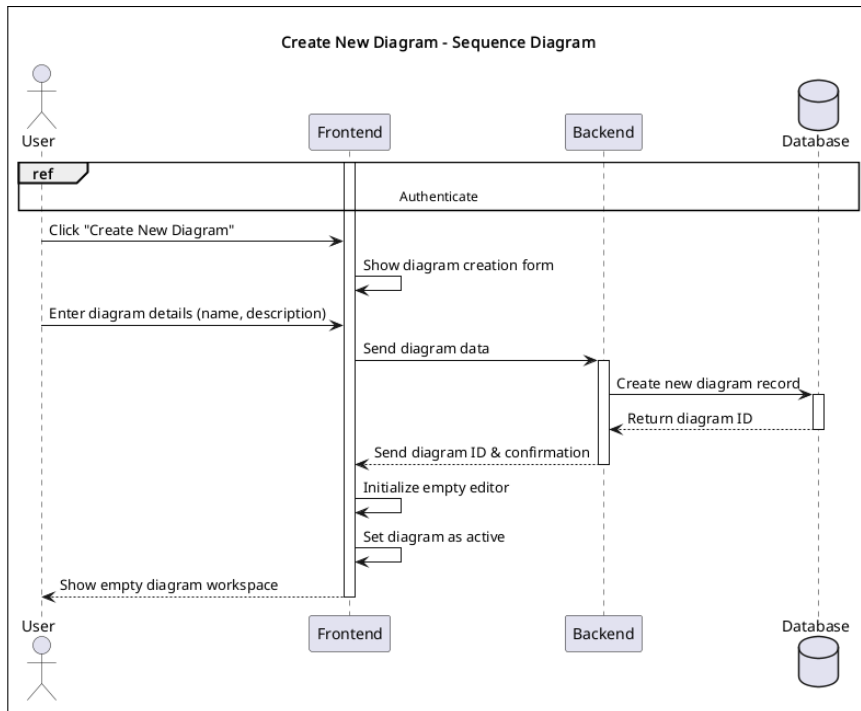 Create New Diagram - Sequence Diagram
User
Frontend
Backend
Database
ref
Authenticate
Click "Create New Diagram"
Show diagram creation form
Enter diagram details (name, description)
Send diagram data
Create new diagram record
Return diagram ID
Send diagram ID & confirmation
Initialize empty editor
Set diagram as active
Show empty diagram workspace
User
Frontend
Backend
Database